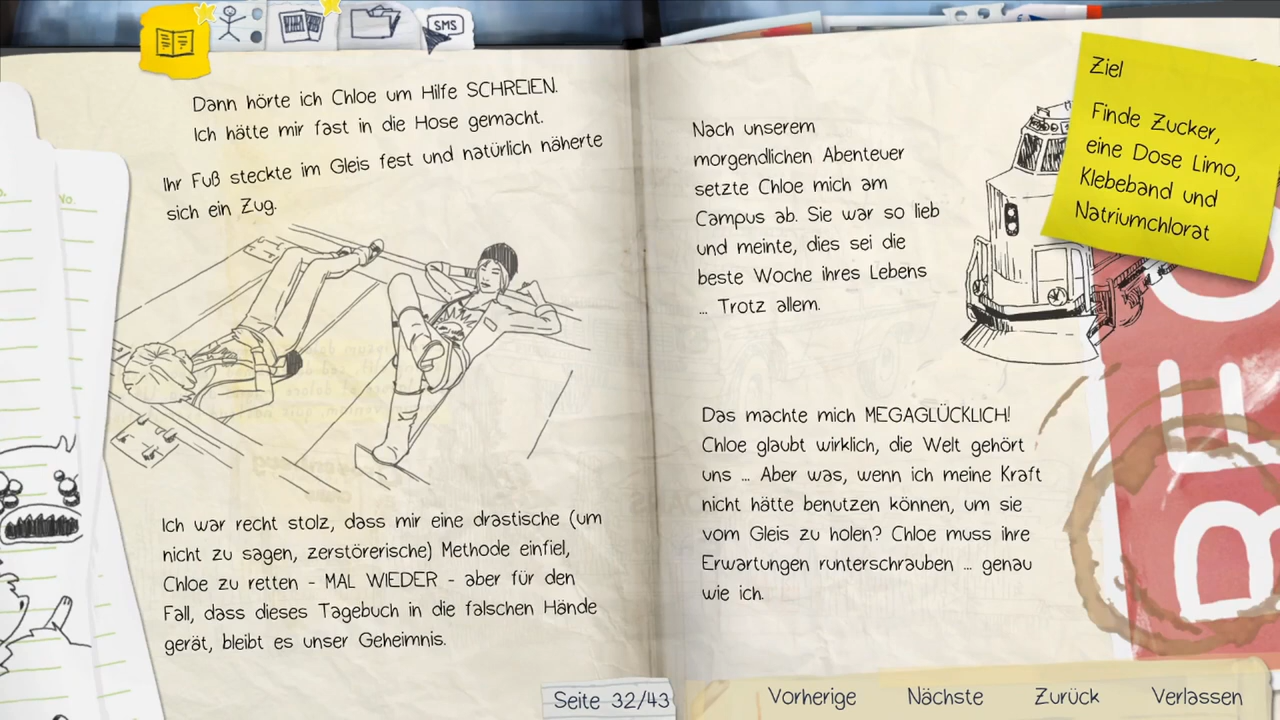 SMS
Dann hörte ich Chloe um Hilfe SCHREIEN.
Ich hätte mir fast in die Hose gemacht.
Ihr Fuß steckte im Gleis fest und natürlich näherte
sich ein Zug.
Ich war recht stolz, dass mir eine drastische (um
nicht zu sagen, zerstörerische) Methode einfiel,
Chloe zu retten - MAL WIEDER - aber für den
Fall, dass dieses Tagebuch in die falschen Hände
gerät, bleibt es unser Geheimnis.
Nach unserem
morgendlichen Abenteuer
setzte Chloe mich am
Campus ab. Sie war so lieb
und meinte, dies sei die
beste Woche ihres Lebens
... Trotz allem.
Das machte mich MEGAGLÜCKLICH!
Chloe glaubt wirklich, die Welt gehört
uns ... Aber was, wenn ich meine Kraft
nicht hätte benutzen können, um sie
vom Gleis zu holen? Chloe muss ihre
Erwartungen runterschrauben ... genau
wie ich.
Ziel
Finde Zucker,
eine Dose Limo,
Klebeband und
Natriumchlorat
No.
Seite 32/43
Vorherige
Nächste
Zurück
Verlassen